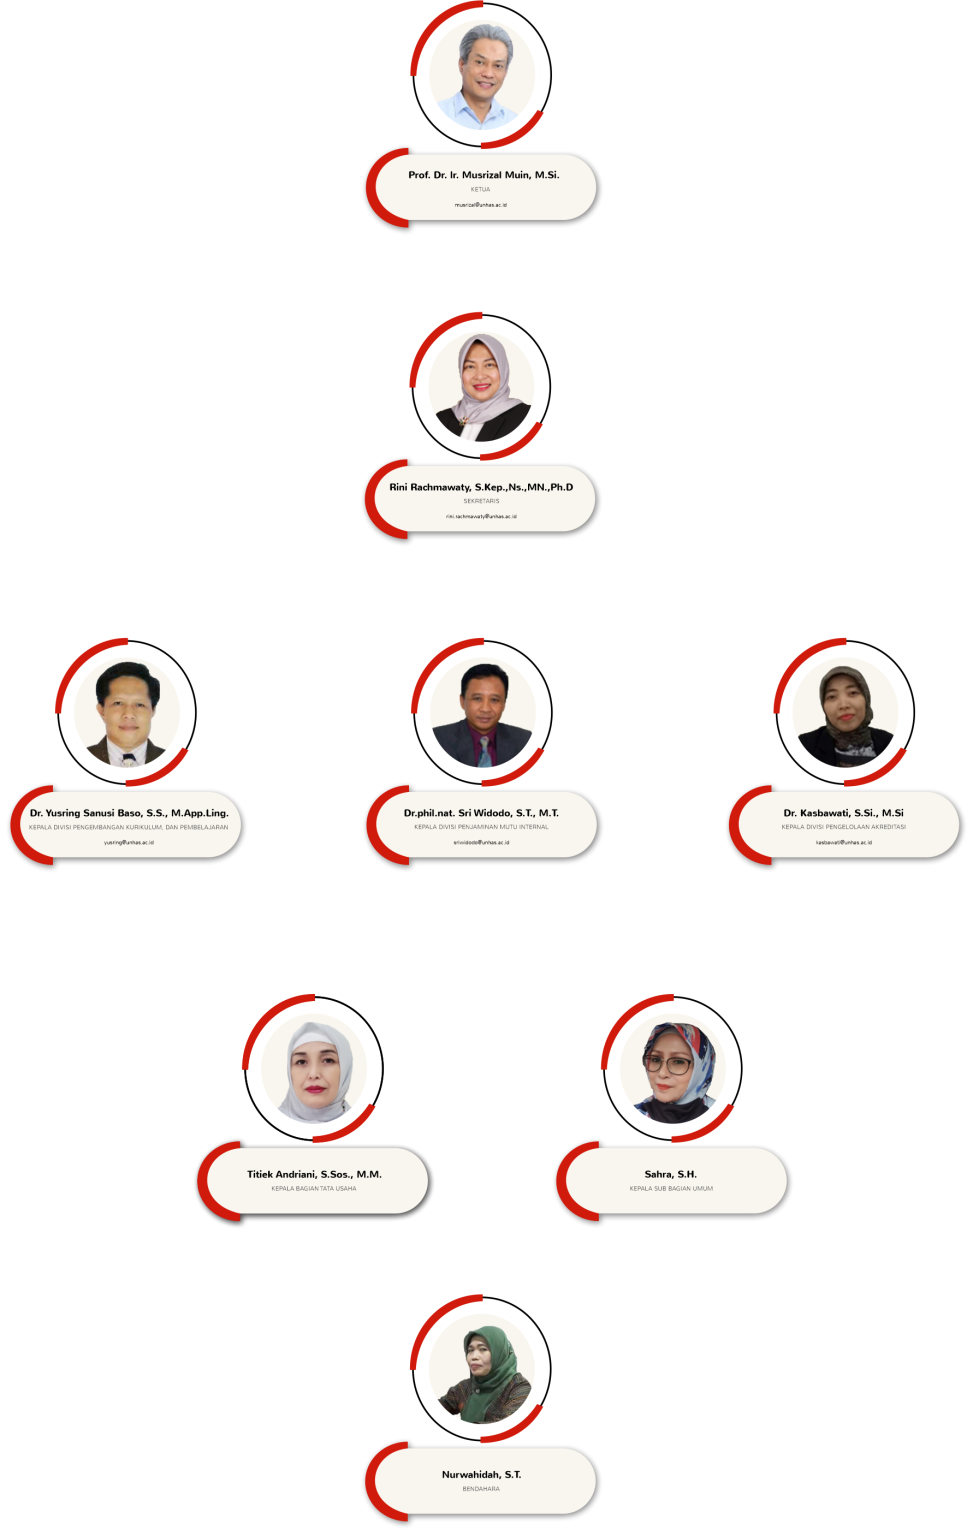 Prof. Dr. Ir. Musrizal Muin, M.Si.
KETUA
musrizal@unhas.ac.id
Rini Rachmawaty, S.Kep.,Ns.,MN.,Ph.D
SEKRETARIS
rini.rachmawaty@unhas.ac.id
Dr. Yusring Sanusi Baso, S.S., M.App.Ling.
KEPALA DIVISI PENGEMBANGAN KURIKULUM, DAN PEMBELAJARAN
yusring@unhas.ac.id
Dr.phil.nat. Sri Widodo, S.T., M.T.
KEPALA DIVISI PENJAMINAN MUTU INTERNAL
sriwidodo@unhas.ac.id
Dr. Kasbawati, S.Si., M.Si
KEPALA DIVISI PENGELOLAAN AKREDITASI
kasbawati@unhas.ac.id
Titiek Andriani, S.Sos., M.M.
KEPALA BAGIAN TATA USAHA
Sahra, S.H.
KEPALA SUB BAGIAN UMUM
Nurwahidah, S.T.
BENDAHARA